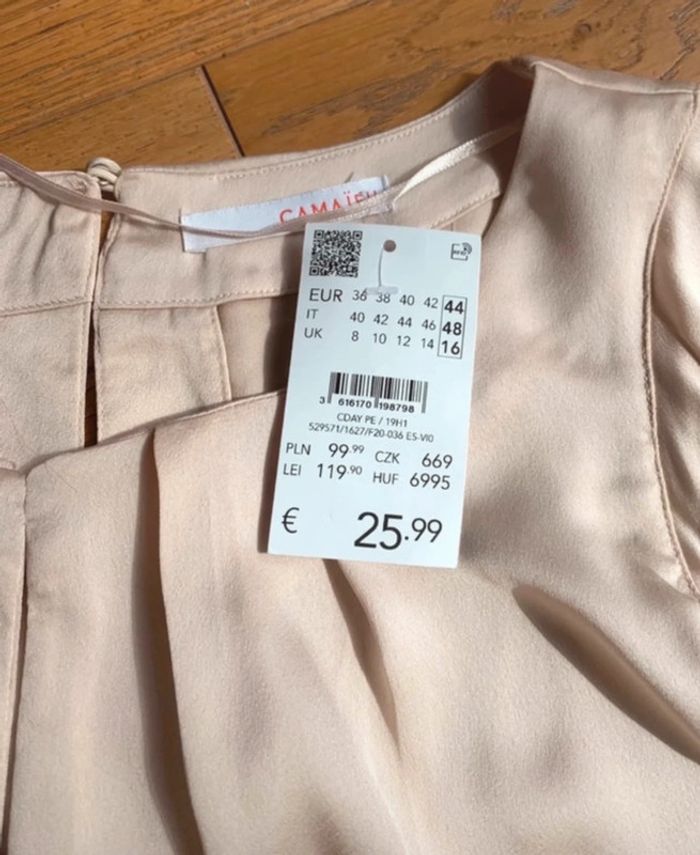 CAMAÏEU
EUR 36 38 40 42 44
IT 40 42 44 46 48
UK 8 10 12 14 16
3 616170 198798
CDAY PE / 19H1
529571/1627/F20-036 ES-VI0
PLN 99.99 CZK 669
LEI 119.90 HUF 6995
€ 25.99